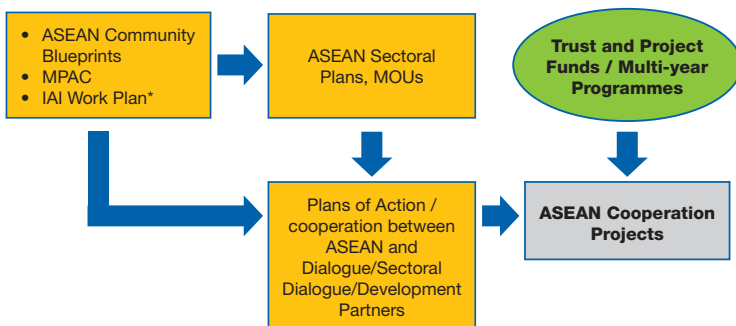 • ASEAN Community
Blueprints
• MPAC
• IAI Work Plan*
ASEAN Sectoral
Plans, MOUs
Trust and Project
Funds / Multi-year
Programmes
Plans of Action /
cooperation between
ASEAN and
Dialogue/Sectoral
Dialogue/Development
Partners
ASEAN Cooperation
Projects